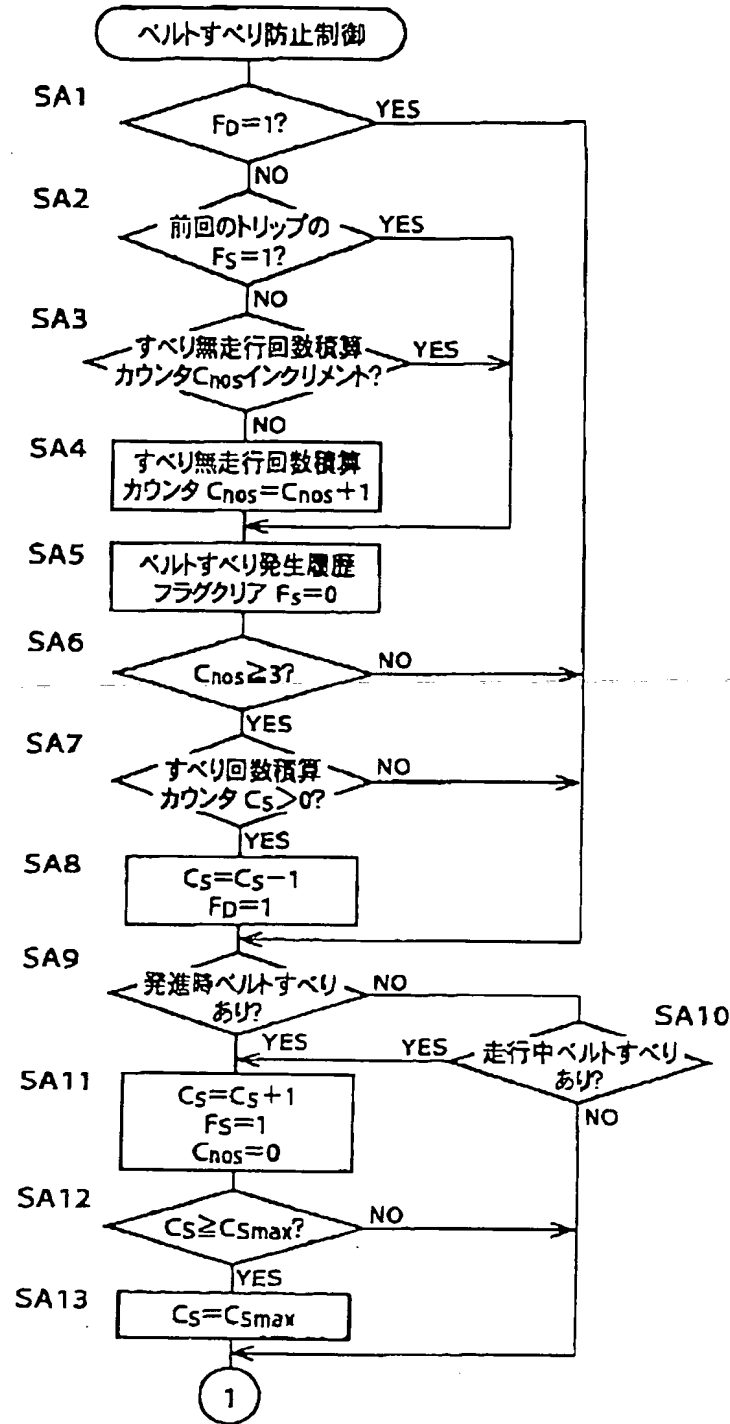 ベルトすべり防止制御
SA1
FD=1?
YES
NO
SA2
前回のトリップの
FS=1?
YES
NO
SA3
すべり無走行回数積算
カウンタCnosインクリメント?
YES
NO
SA4
すべり無走行回数積算
カウンタ Cnos=Cnos+1
SA5
ベルトすべり発生履歴
フラグクリア FS=0
SA6
Cnos≧3?
NO
YES
SA7
すべり回数積算
カウンタ CS>0?
NO
YES
SA8
CS=CS-1
FD=1
SA9
発進時ベルトすべり
あり?
NO
YES
SA10
走行中ベルトすべり
あり?
YES
NO
SA11
CS=CS+1
FS=1
Cnos=0
SA12
CS≧CSmax?
NO
YES
SA13
CS=CSmax
1